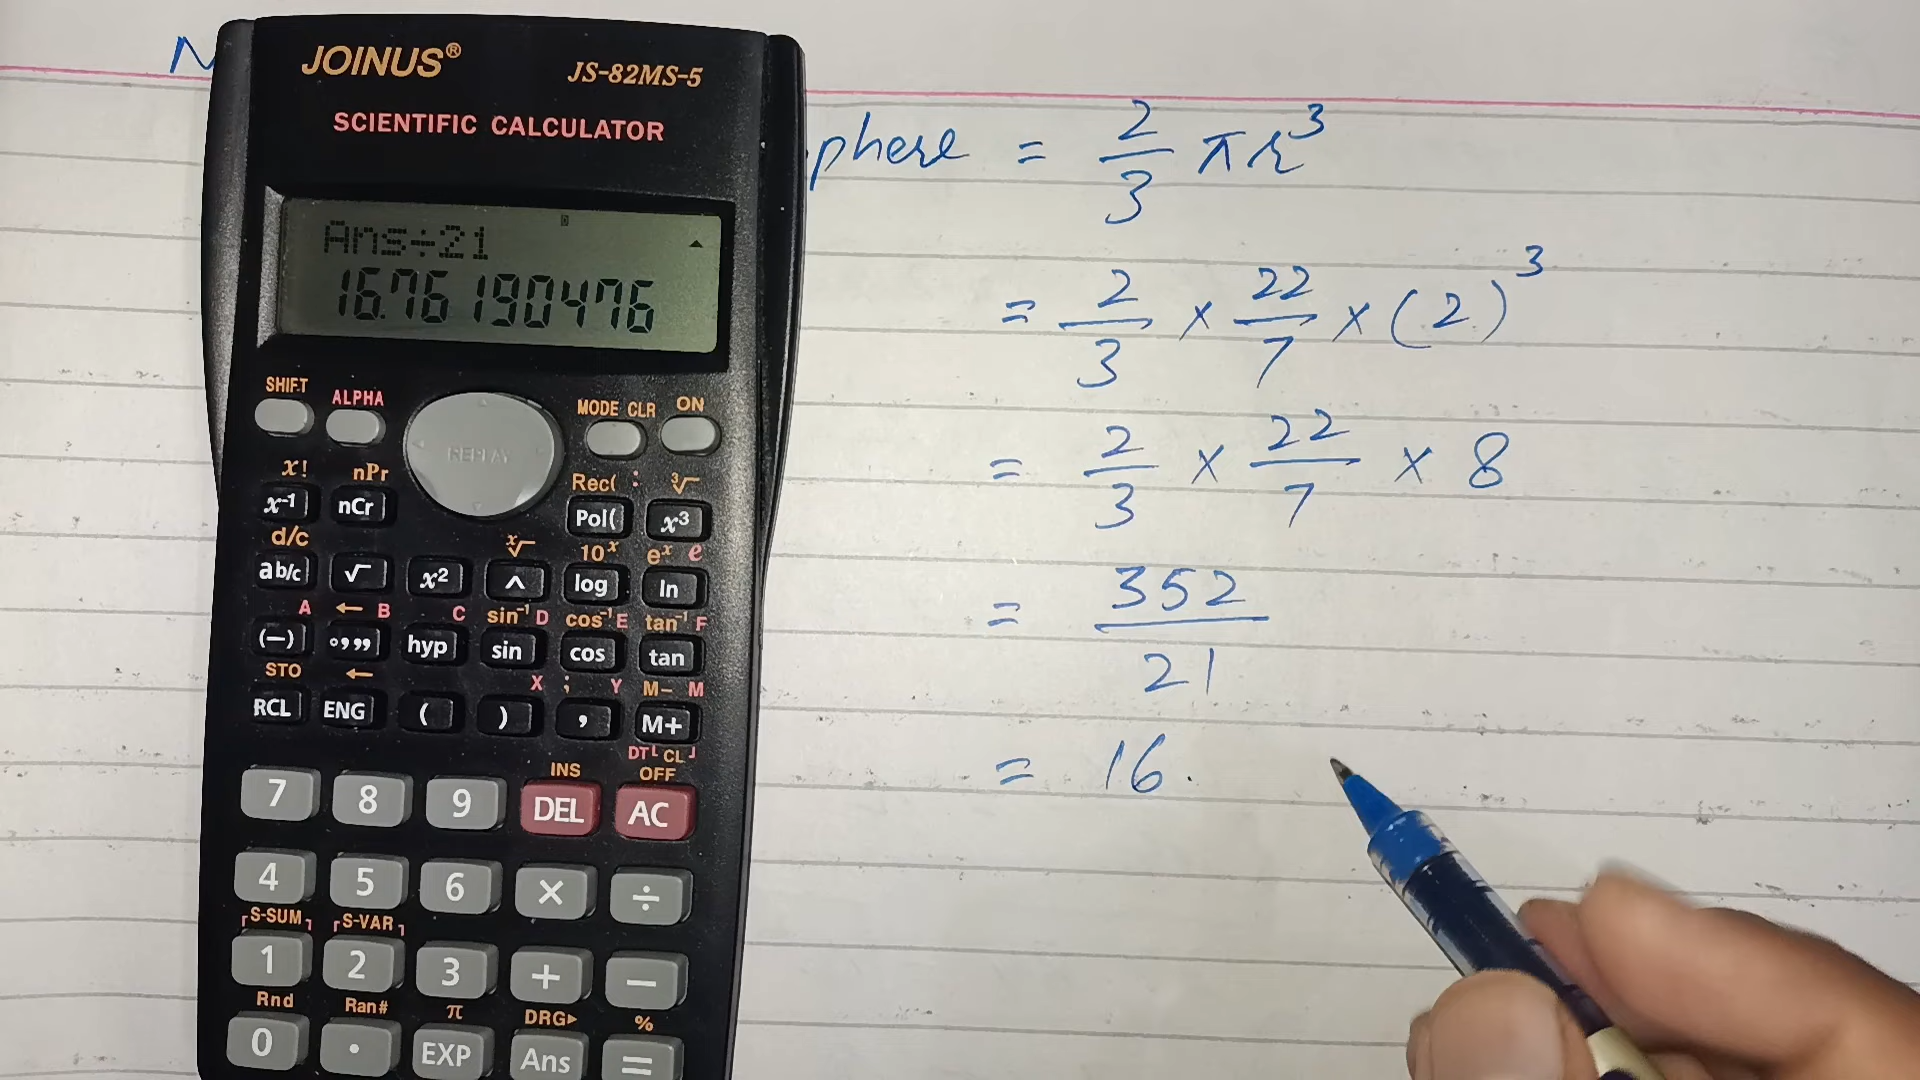 N
JOINUS®
JS-82MS-5
SCIENTIFIC CALCULATOR
Ans÷21
16.76190476
SHIFT ALPHA MODE CLR ON
REPLAY
x! nPr Rec( : ³√
x⁻¹ nCr Pol( x³
d/c ˣ√ 10ˣ eˣ e
ab/c √ x² ^ log ln
A ← B C sin⁻¹ D cos⁻¹ E tan⁻¹ F
(−) °,,, hyp sin cos tan
STO ← X ; Y M− M
RCL ENG ( ) , M+
DT CL
INS OFF
7 8 9 DEL AC
4 5 6 × ÷
S-SUM S-VAR
1 2 3 + −
Rnd Ran# π DRG▸ %
0 . EXP Ans =
phere = 2/3 πr³
= 2/3 × 22/7 × (2)³
= 2/3 × 22/7 × 8
= 352/21
= 16.